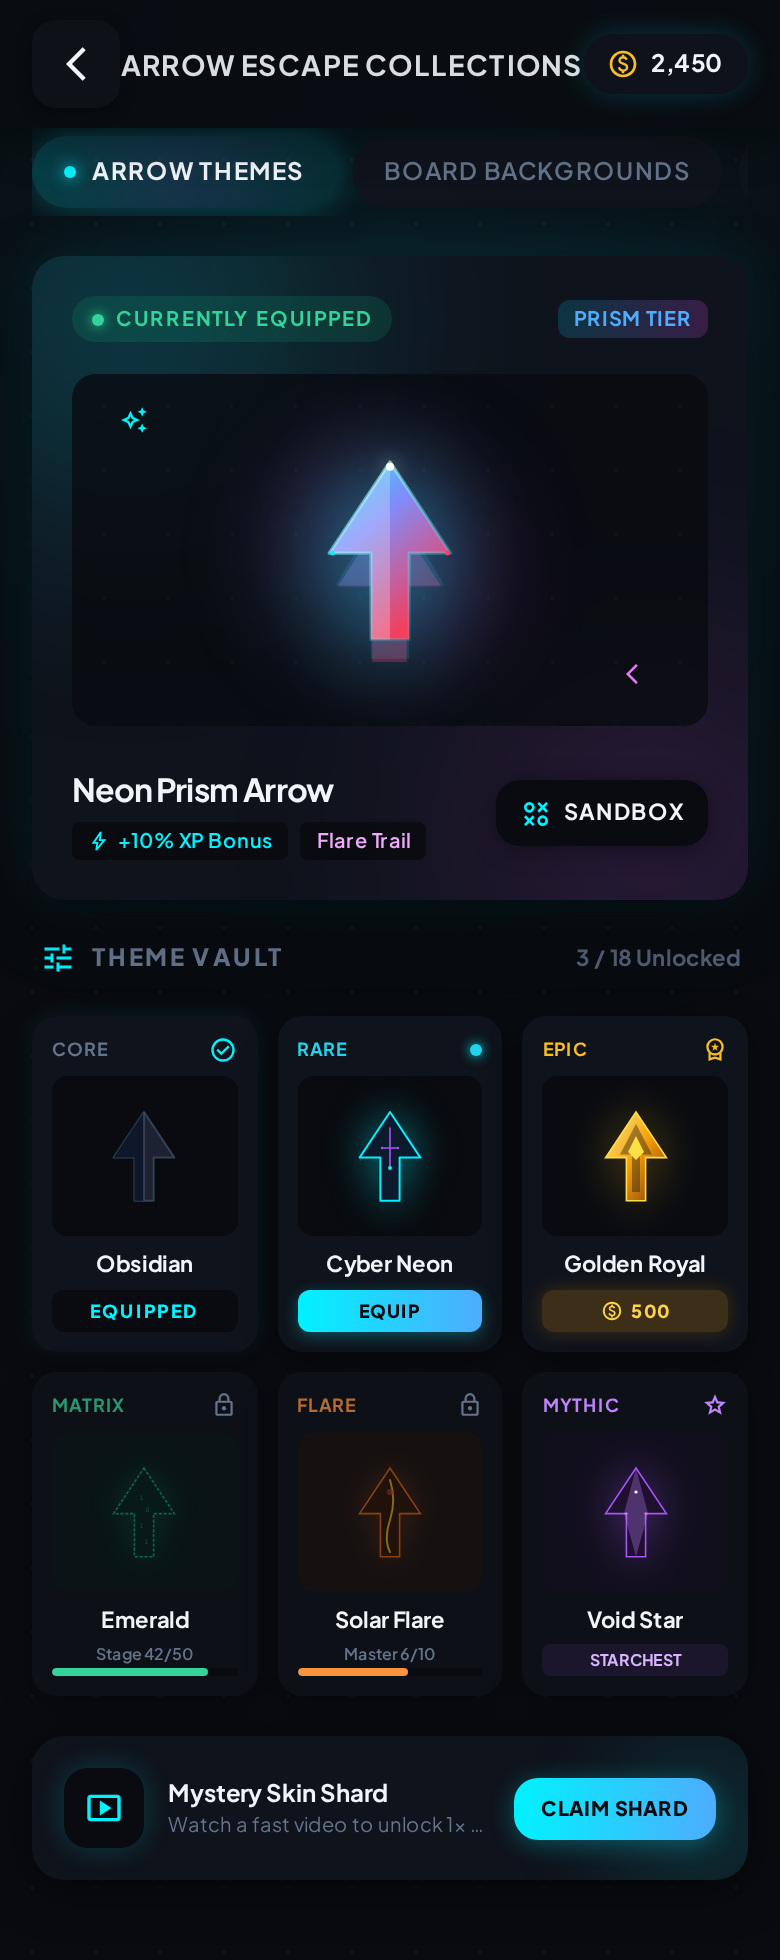 ARROW ESCAPE COLLECTIONS
2,450
ARROW THEMES
BOARD BACKGROUNDS
CURRENTLY EQUIPPED
PRISM TIER
Neon Prism Arrow
+10% XP Bonus
Flare Trail
SANDBOX
THEME VAULT
3 / 18 Unlocked
CORE
RARE
EPIC
Obsidian
Cyber Neon
Golden Royal
EQUIPPED
EQUIP
500
MATRIX
FLARE
MYTHIC
Emerald
Solar Flare
Void Star
Stage 42/50
Master 6/10
STARCHEST
Mystery Skin Shard
Watch a fast video to unlock 1× ...
CLAIM SHARD